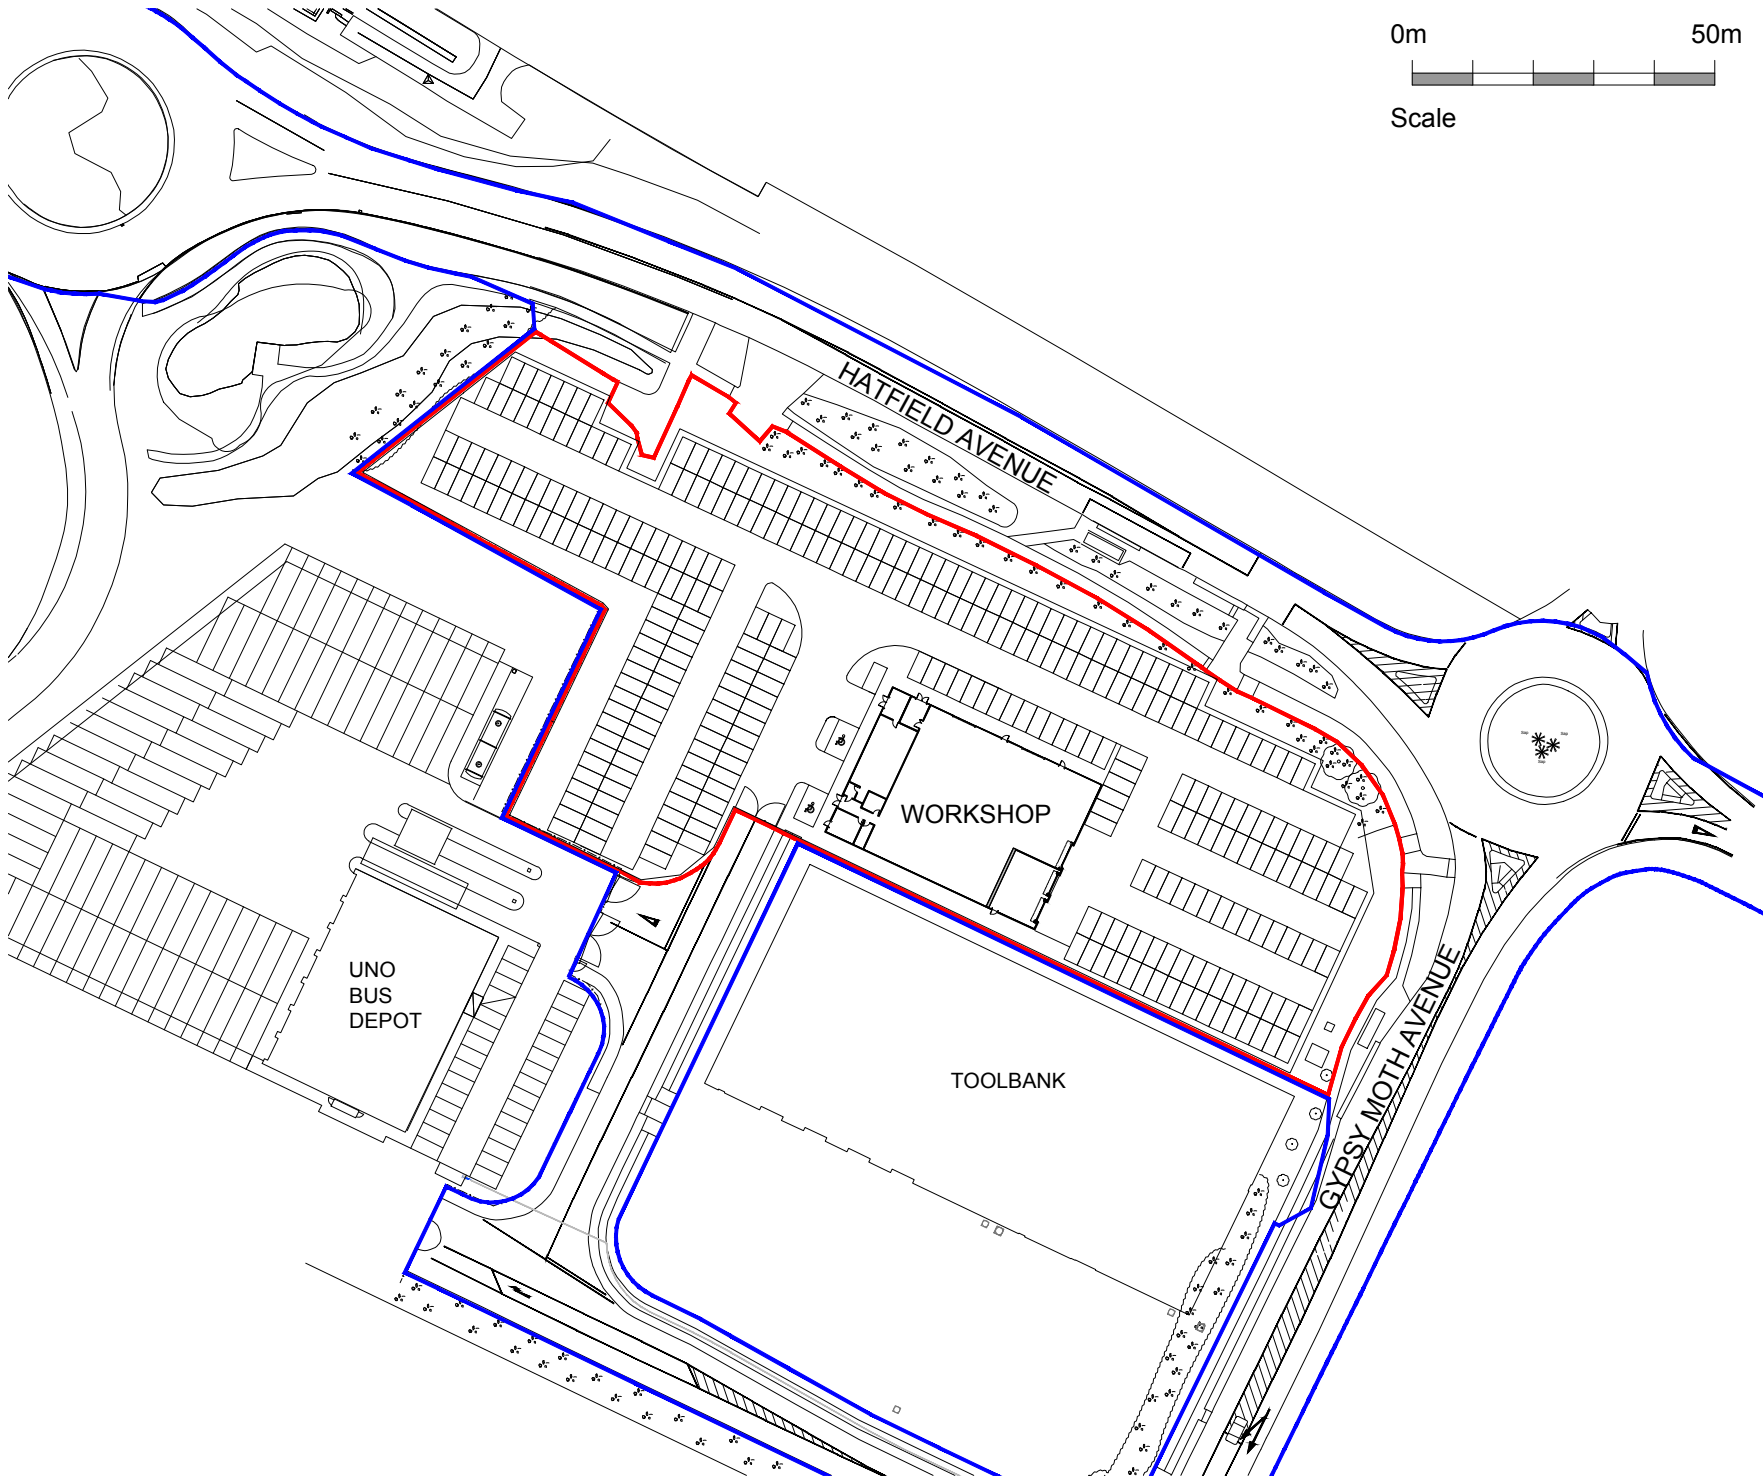 0m 50m
Scale
HATFIELD AVENUE
WORKSHOP
UNO
BUS
DEPOT
TOOLBANK
GYPSY MOTH AVENUE